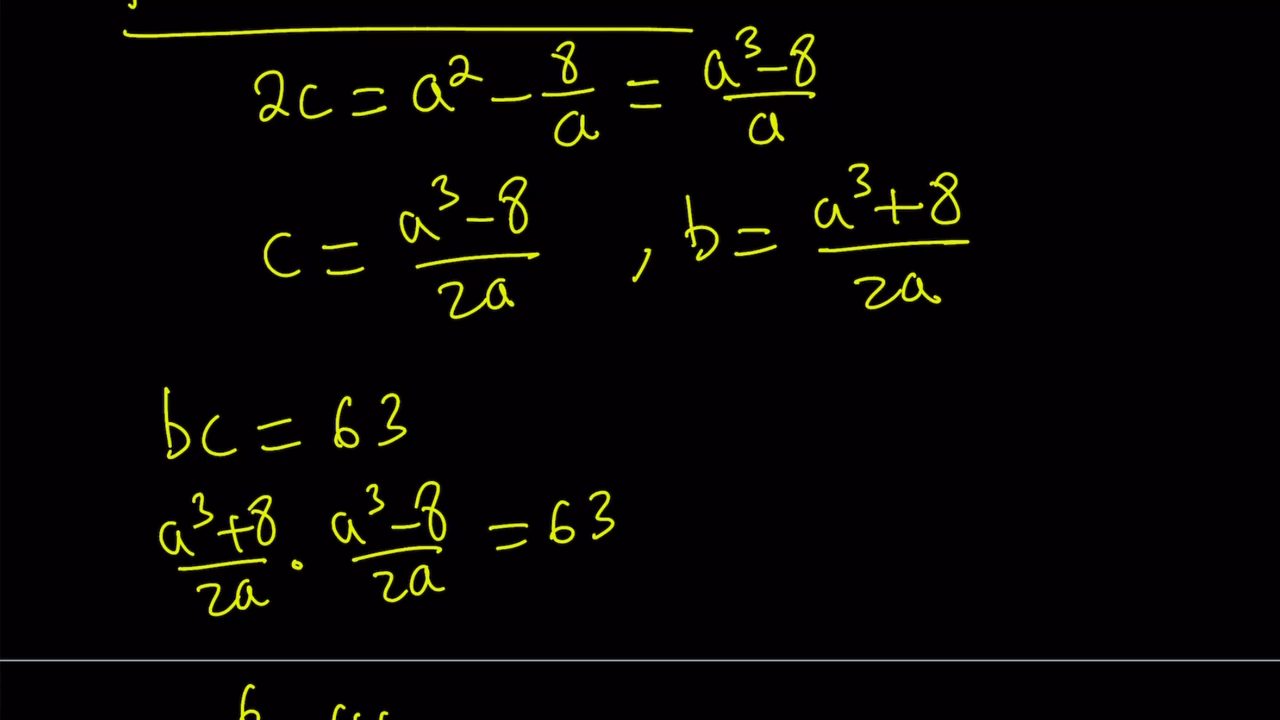 2c = a² - 8/a = (a³-8)/a
c = (a³-8)/2a , b = (a³+8)/2a
bc = 63
(a³+8)/2a · (a³-8)/2a = 63